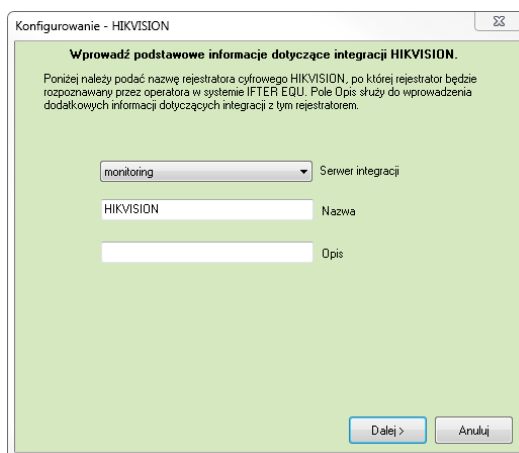 Konfigurowanie - HIKVISION
Wprowadź podstawowe informacje dotyczące integracji HIKVISION.
Poniżej należy podać nazwę rejestratora cyfrowego HIKVISION, po której rejestrator będzie
rozpoznawany przez operatora w systemie IFTER EQU. Pole Opis służy do wprowadzenia
dodatkowych informacji dotyczących integracji z tym rejestratorem.
monitoring Serwer integracji
HIKVISION Nazwa
Opis
Dalej > Anuluj